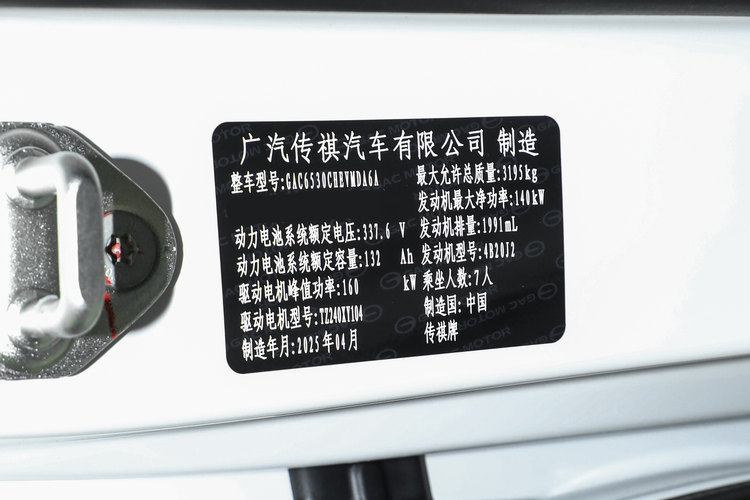 广汽传祺汽车有限公司 制造
整车型号:GAC6530CHEVMDA6A
最大允许总质量:3195kg
发动机最大净功率:140kW
动力电池系统额定电压:337.6 V
发动机排量:1991mL
动力电池系统额定容量:132 Ah
发动机型号:4B20J2
驱动电机峰值功率:160 kW
乘坐人数:7人
驱动电机型号:TZ240XY104
制造国:中国
制造年月:2025年04月
传祺牌